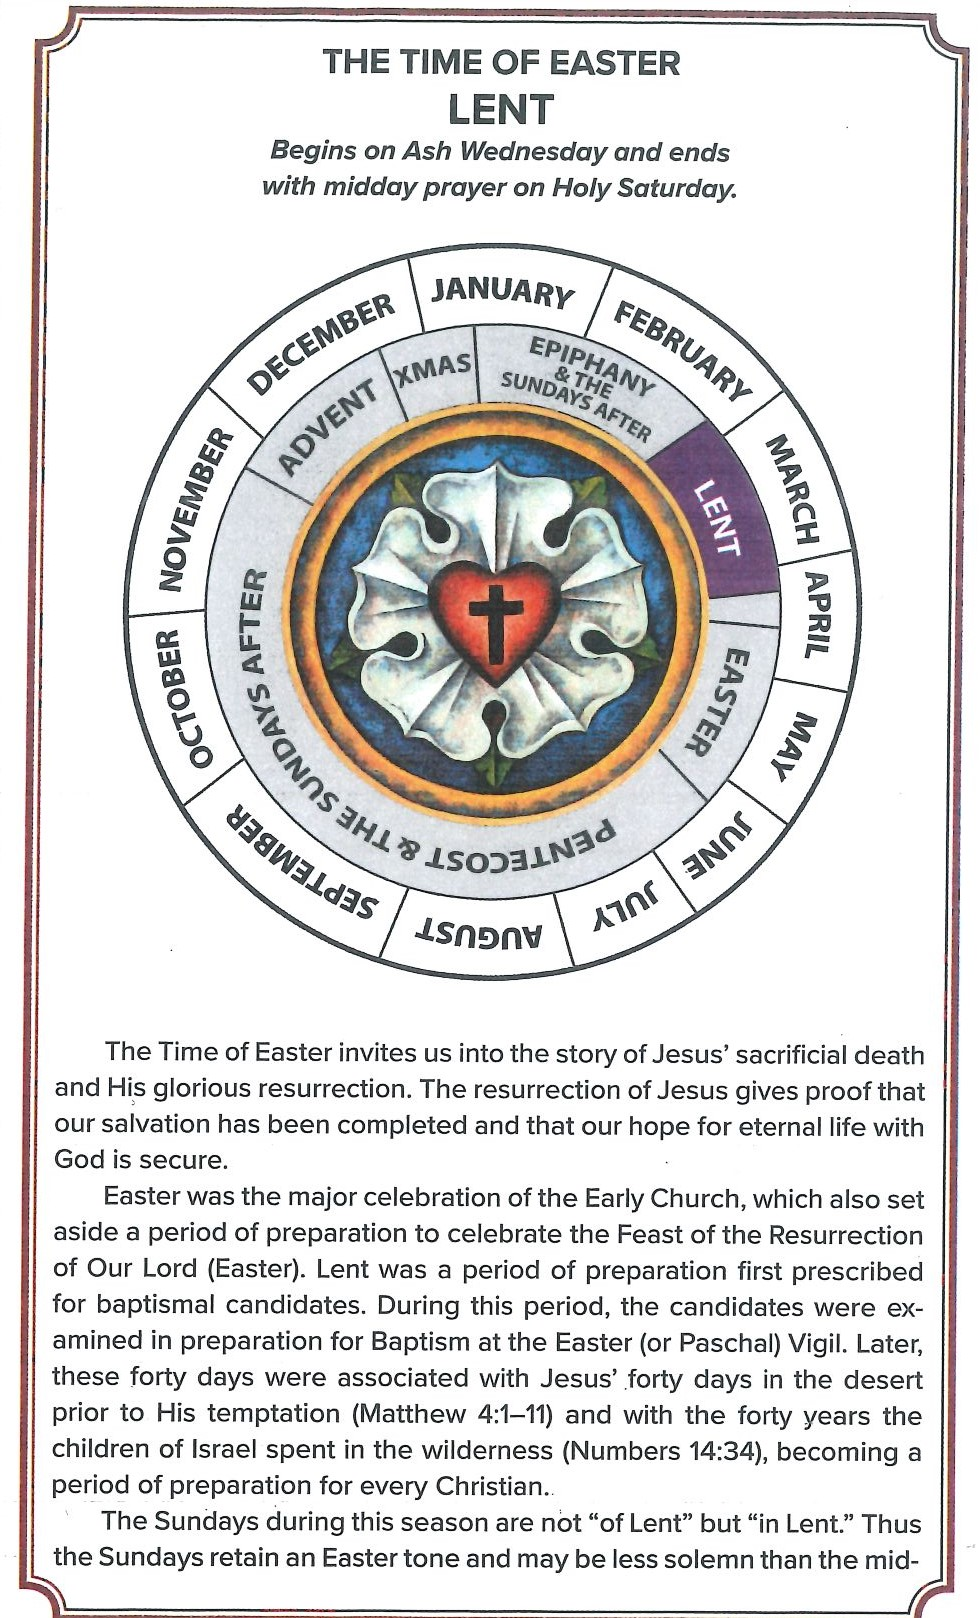 THE TIME OF EASTER
LENT
Begins on Ash Wednesday and ends
with midday prayer on Holy Saturday.
JANUARY
FEBRUARY
MARCH
APRIL
MAY
JUNE
JULY
AUGUST
SEPTEMBER
OCTOBER
NOVEMBER
DECEMBER
ADVENT
XMAS
EPIPHANY
& THE
SUNDAYS AFTER
LENT
EASTER
PENTECOST & THE SUNDAYS AFTER
The Time of Easter invites us into the story of Jesus’ sacrificial death
and His glorious resurrection. The resurrection of Jesus gives proof that
our salvation has been completed and that our hope for eternal life with
God is secure.
Easter was the major celebration of the Early Church, which also set
aside a period of preparation to celebrate the Feast of the Resurrection
of Our Lord (Easter). Lent was a period of preparation first prescribed
for baptismal candidates. During this period, the candidates were ex-
amined in preparation for Baptism at the Easter (or Paschal) Vigil. Later,
these forty days were associated with Jesus’ forty days in the desert
prior to His temptation (Matthew 4:1–11) and with the forty years the
children of Israel spent in the wilderness (Numbers 14:34), becoming a
period of preparation for every Christian.
The Sundays during this season are not “of Lent” but “in Lent.” Thus
the Sundays retain an Easter tone and may be less solemn than the mid-